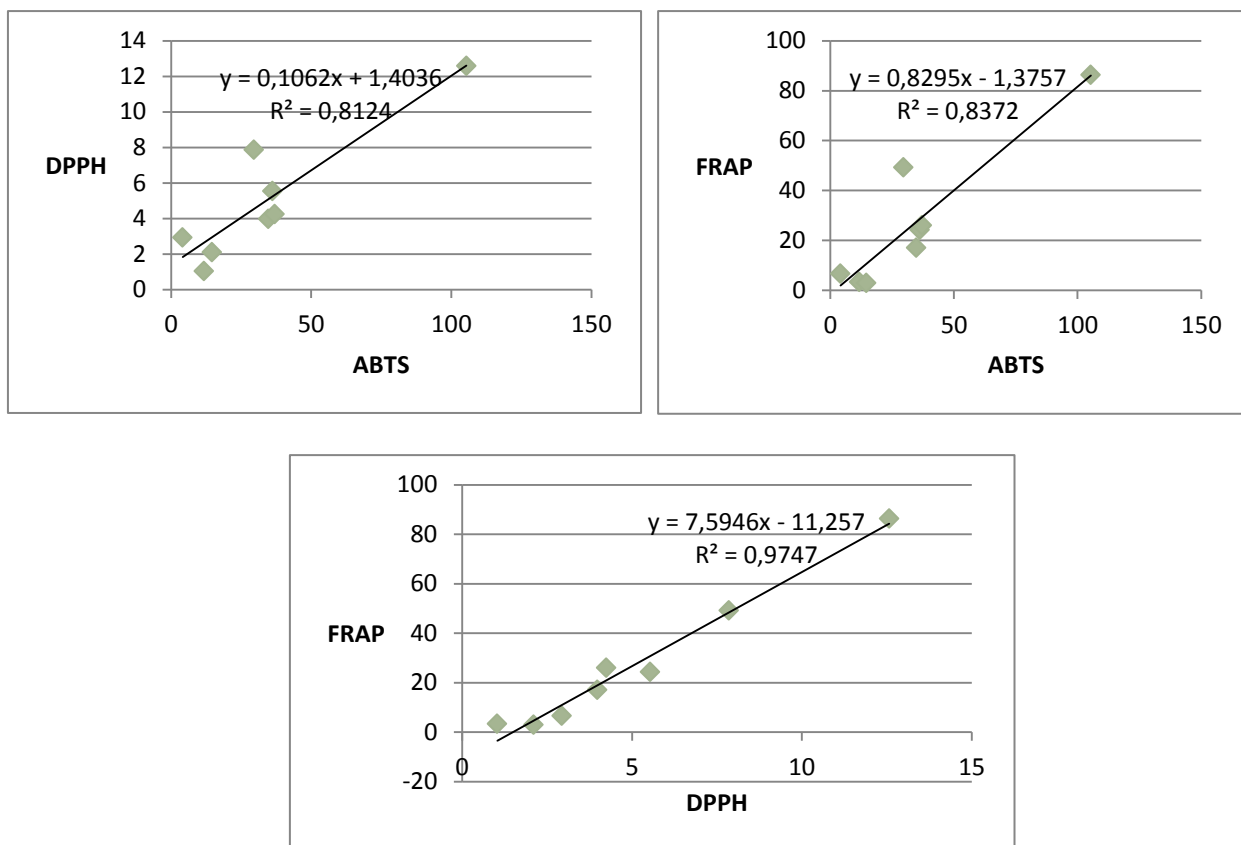 14
12
10
8
6
4
2
0
DPPH
y = 0,1062x + 1,4036
R² = 0,8124
0 50 100 150
ABTS
100
80
60
40
20
0
FRAP
y = 0,8295x - 1,3757
R² = 0,8372
0 50 100 150
ABTS
100
80
60
40
20
0
-20
FRAP
y = 7,5946x - 11,257
R² = 0,9747
0 5 10 15
DPPH